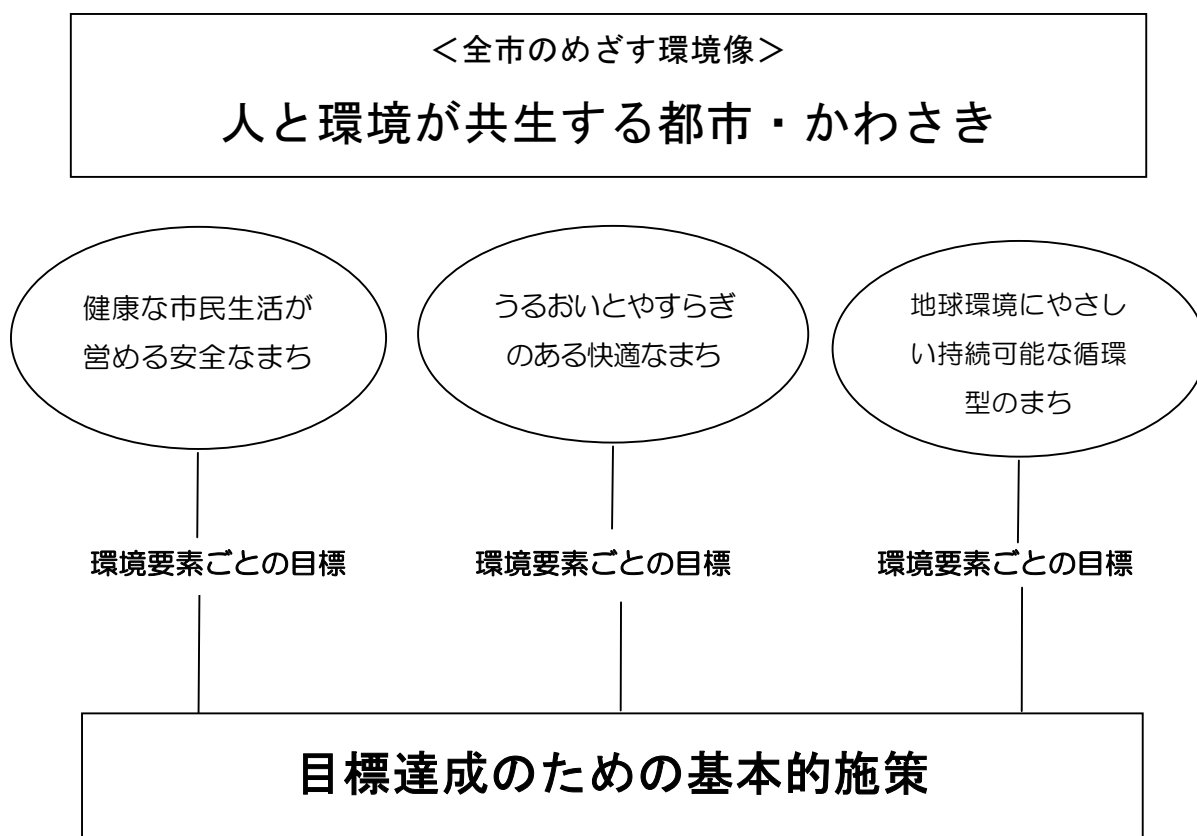 ＜全市のめざす環境像＞
人と環境が共生する都市・かわさき
健康な市民生活が
営める安全なまち
うるおいとやすらぎ
のある快適なまち
地球環境にやさし
い持続可能な循環
型のまち
環境要素ごとの目標
環境要素ごとの目標
環境要素ごとの目標
目標達成のための基本的施策